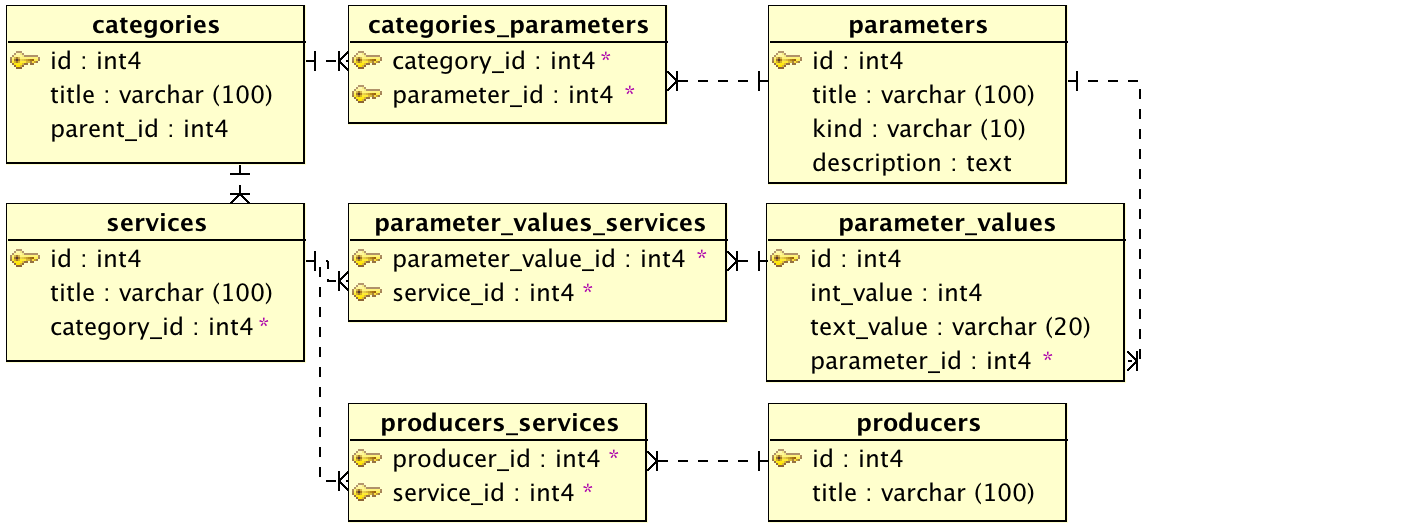 categories
id : int4
title : varchar (100)
parent_id : int4
categories_parameters
category_id : int4 *
parameter_id : int4 *
parameters
id : int4
title : varchar (100)
kind : varchar (10)
description : text
services
id : int4
title : varchar (100)
category_id : int4 *
parameter_values_services
parameter_value_id : int4 *
service_id : int4 *
parameter_values
id : int4
int_value : int4
text_value : varchar (20)
parameter_id : int4 *
producers_services
producer_id : int4 *
service_id : int4 *
producers
id : int4
title : varchar (100)